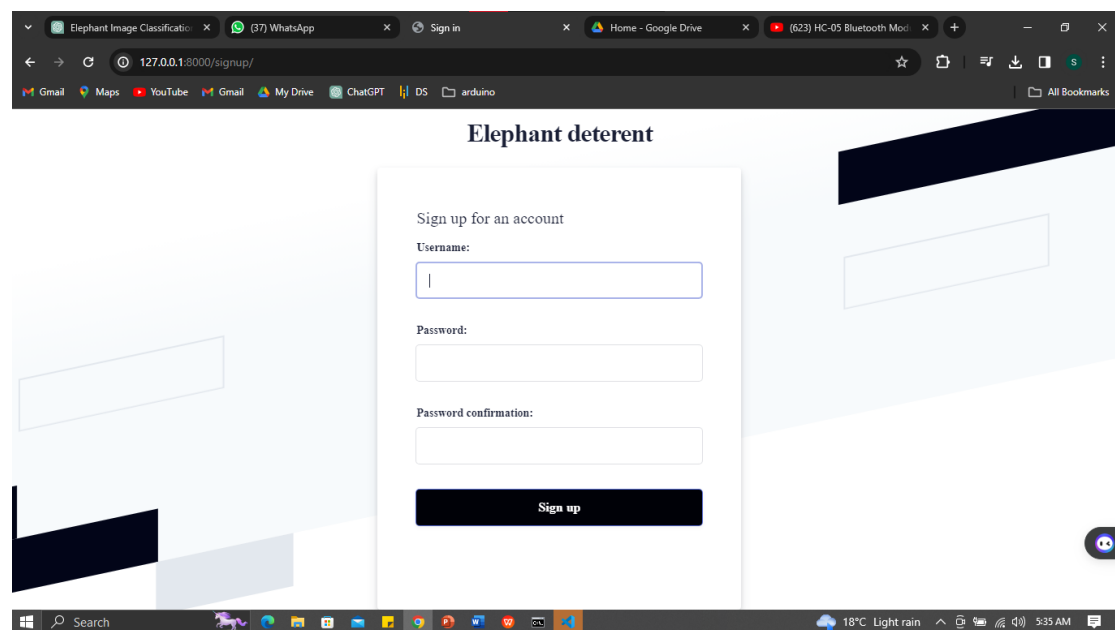 Elephant Image Classificatio
(37) WhatsApp
Sign in
Home - Google Drive
(623) HC-05 Bluetooth Mod
127.0.0.1:8000/signup/
S
Gmail
Maps
YouTube
Gmail
My Drive
ChatGPT
DS
arduino
All Bookmarks
Elephant deterent
Sign up for an account
Username:
Password:
Password confirmation:
Sign up
Search
18°C Light rain
5:35 AM